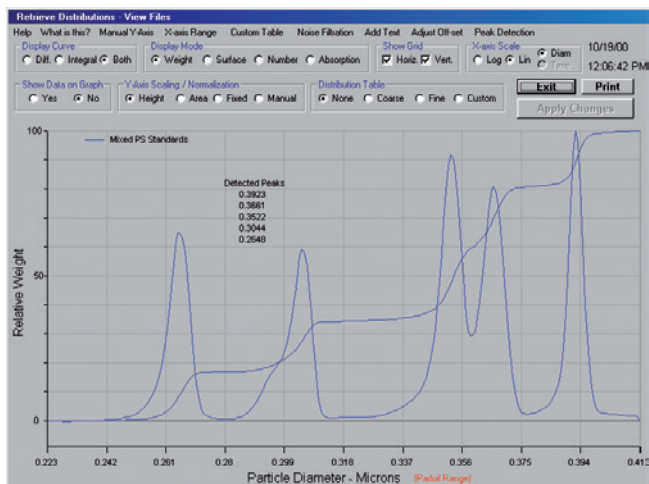 Retrieve Distributions - View Files
Help What is this? Manual Y-Axis X-axis Range Custom Table Noise Filtration Add Text Adjust Off-set Peak Detection
Display Curve Display Mode Show Grid X-axis Scale 10/19/00
Diff. Integral Both Weight Surface Number Absorption Horiz. Vert. Log Lin Diam Time 12:06:42 PM
Show Data on Graph Y-Axis Scaling / Normalization Distribution Table Exit Print
Yes No Height Area Fixed Manual None Coarse Fine Custom Apply Changes
100
Mixed PS Standards
Detected Peaks
0.3923
0.3661
0.3522
0.3044
0.2648
Relative Weight
50
0
0.223 0.242 0.261 0.28 0.299 0.318 0.337 0.356 0.375 0.394 0.413
Particle Diameter - Microns (Partial Range)